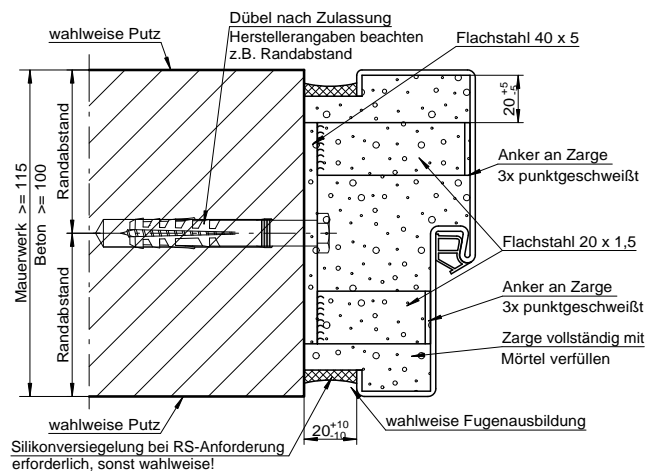 wahlweise Putz
Dübel nach Zulassung
Herstellerangaben beachten
z.B. Randabstand
Flachstahl 40 x 5
20 +5 -5
Mauerwerk >= 115
Beton >= 100
Randabstand
Randabstand
Anker an Zarge
3x punktgeschweißt
Flachstahl 20 x 1,5
Anker an Zarge
3x punktgeschweißt
Zarge vollständig mit
Mörtel verfüllen
wahlweise Putz
20 +10 -10
wahlweise Fugenausbildung
Silikonversiegelung bei RS-Anforderung
erforderlich, sonst wahlweise!